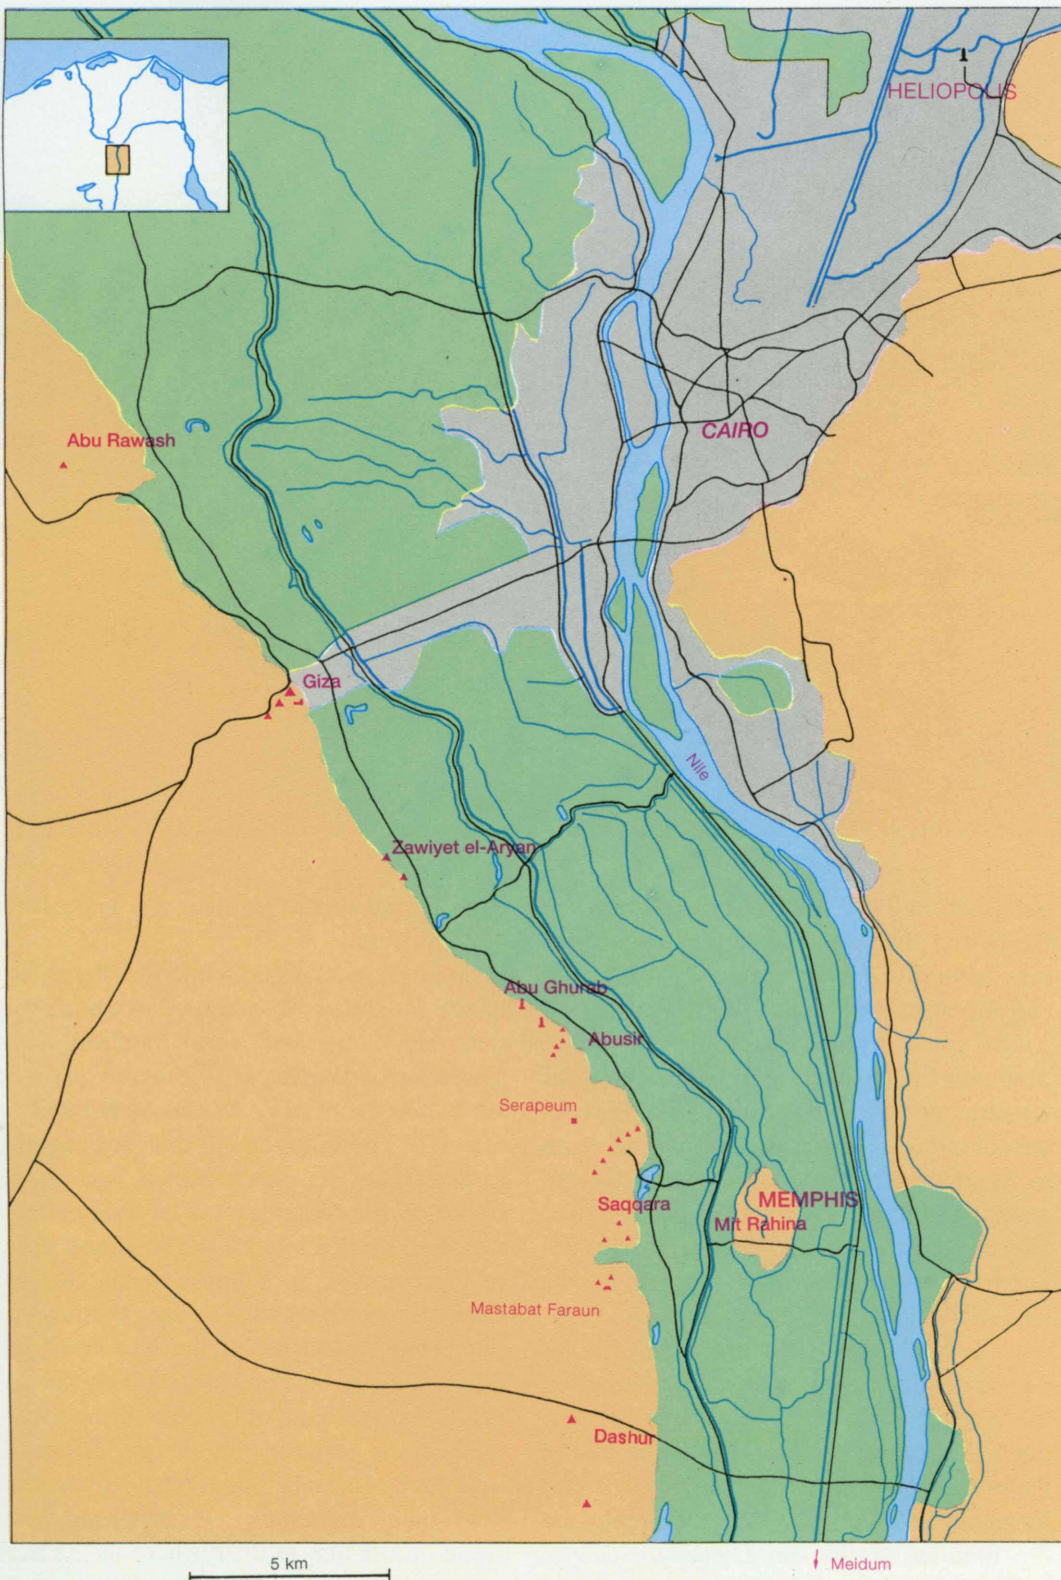 HELIOPOLIS
CAIRO
Abu Rawash
Giza
Nile
Zawiyet el-Aryan
Abu Ghurab
Abusir
Serapeum
Saqqara
MEMPHIS
Mit Rahina
Mastabat Faraun
Dashur
5 km
Meidum